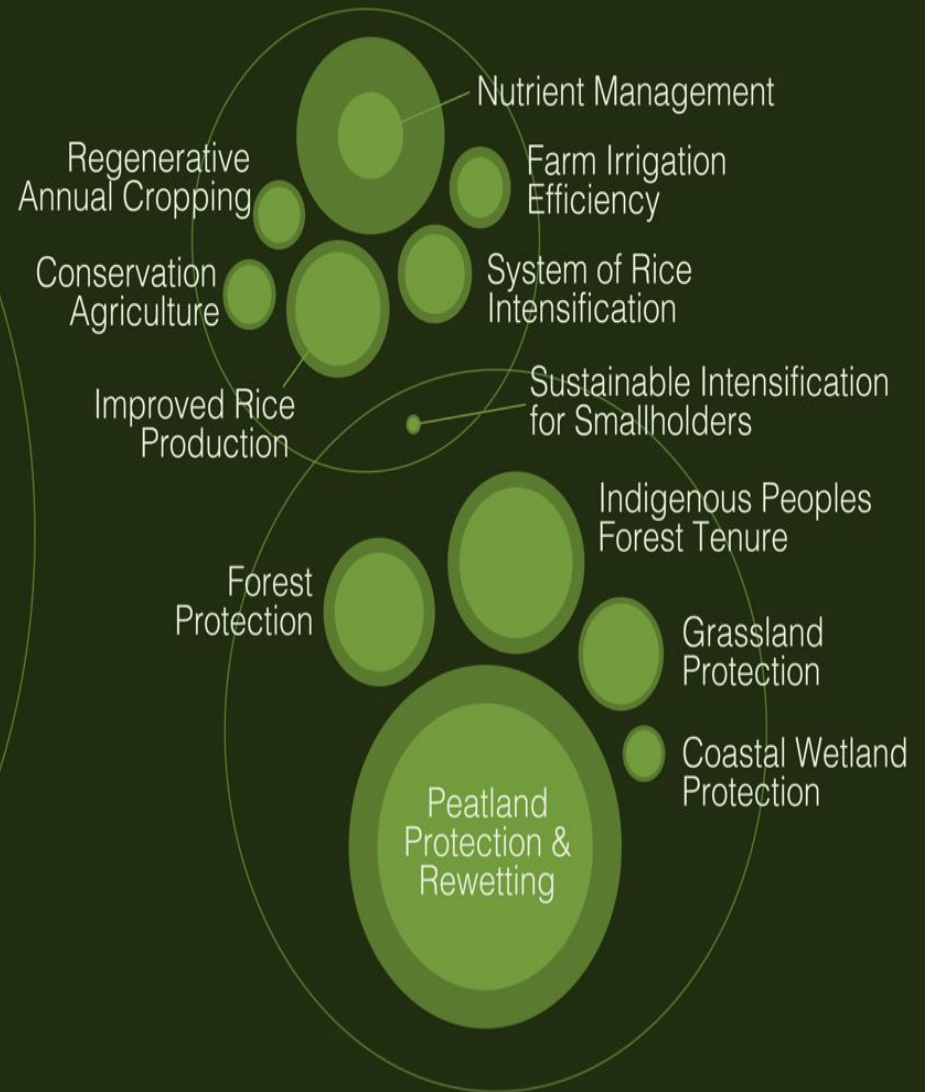 Nutrient Management
Regenerative
Annual Cropping
Farm Irrigation
Efficiency
Conservation
Agriculture
System of Rice
Intensification
Improved Rice
Production
Sustainable Intensification
for Smallholders
Indigenous Peoples
Forest Tenure
Forest
Protection
Grassland
Protection
Coastal Wetland
Protection
Peatland
Protection &
Rewetting